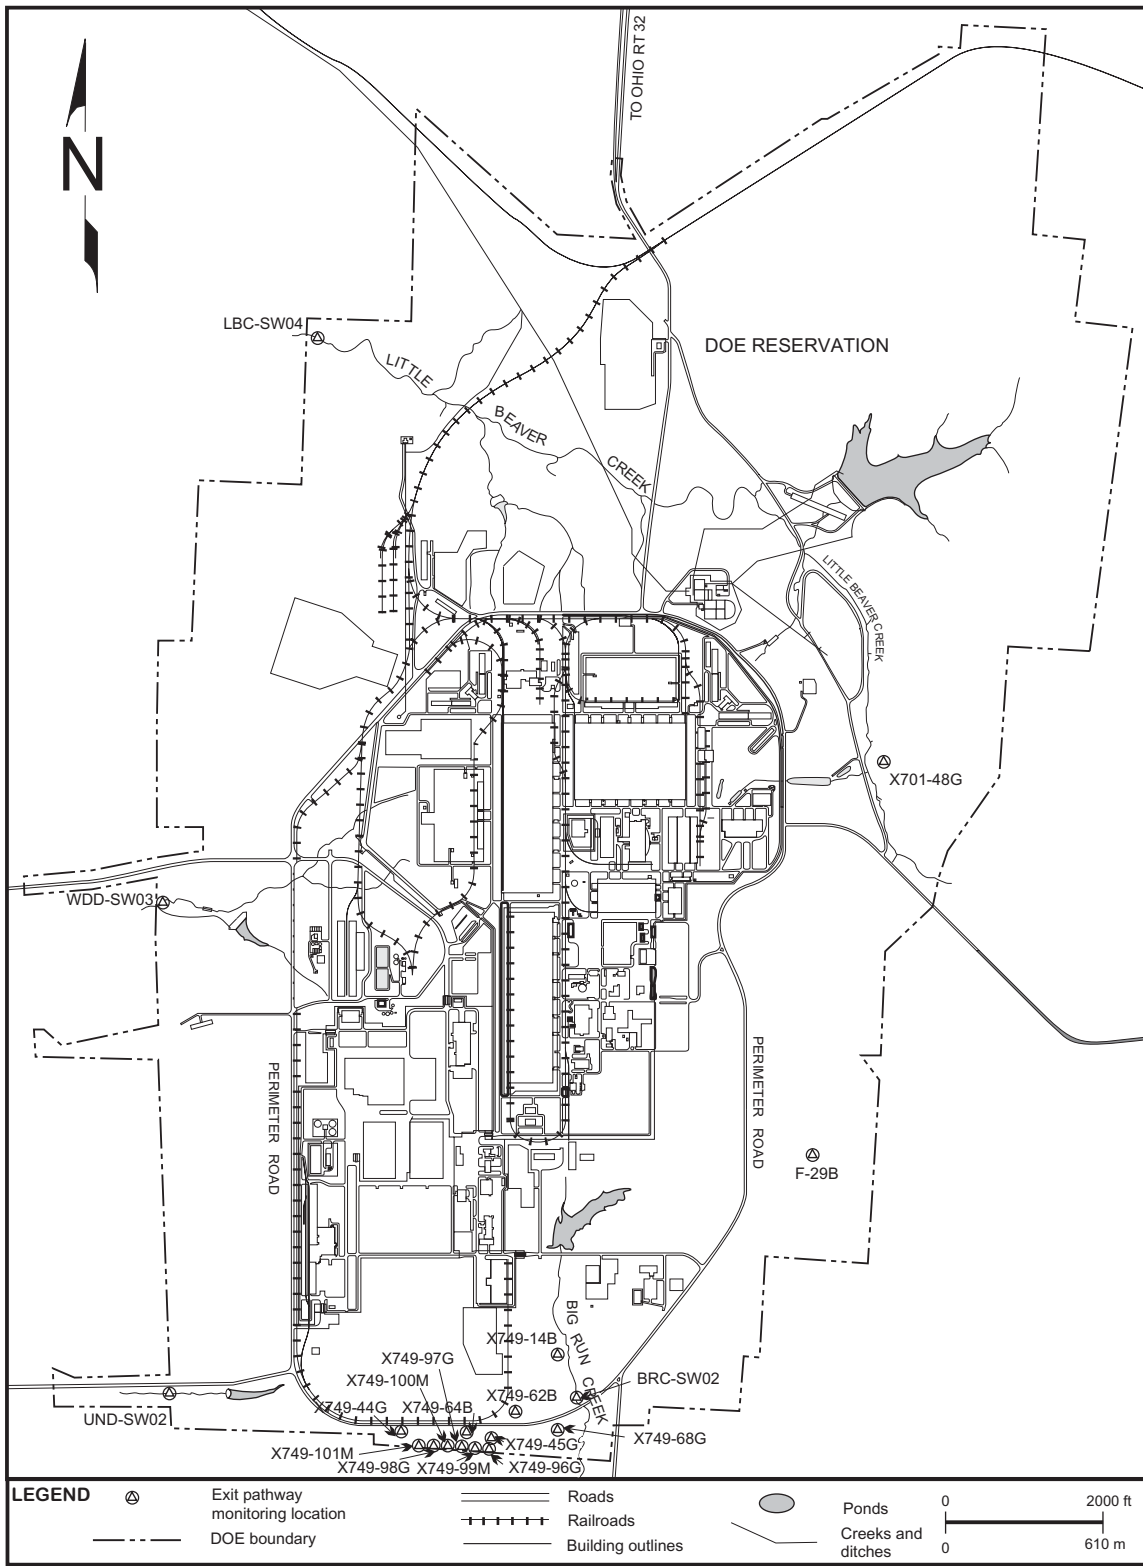 TO OHIO RT 32
N
LBC-SW04
DOE RESERVATION
LITTLE
BEAVER
CREEK
LITTLE BEAVER CREEK
X701-48G
WDD-SW03
PERIMETER ROAD
PERIMETER ROAD
F-29B
BIG RUN CREEK
X749-14B
X749-97G
X749-100M
BRC-SW02
X749-44G
X749-64B
X749-62B
UND-SW02
X749-68G
X749-101M
X749-45G
X749-98G
X749-99M
X749-96G
LEGEND
Exit pathway
monitoring location
DOE boundary
Roads
Railroads
Building outlines
Ponds
Creeks and
ditches
0
2000 ft
0
610 m